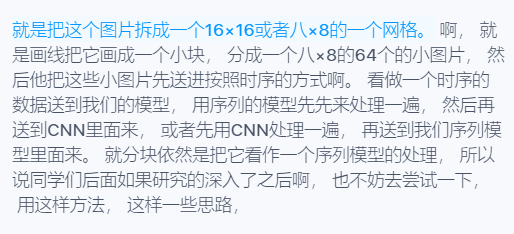 就是把这个图片拆成一个16×16或者八×8的一个网格。 啊， 就
是画线把它画成一个小块， 分成一个八×8的64个的小图片， 然
后他把这些小图片先送进按照时序的方式啊。 看做一个时序的
数据送到我们的模型， 用序列的模型先先来处理一遍， 然后再
送到CNN里面来， 或者先用CNN处理一遍， 再送到我们序列模
型里面来。 就分块依然是把它看作一个序列模型的处理， 所以
说同学们后面如果研究的深入了之后啊， 也不妨去尝试一下，
用这样方法， 这样一些思路，